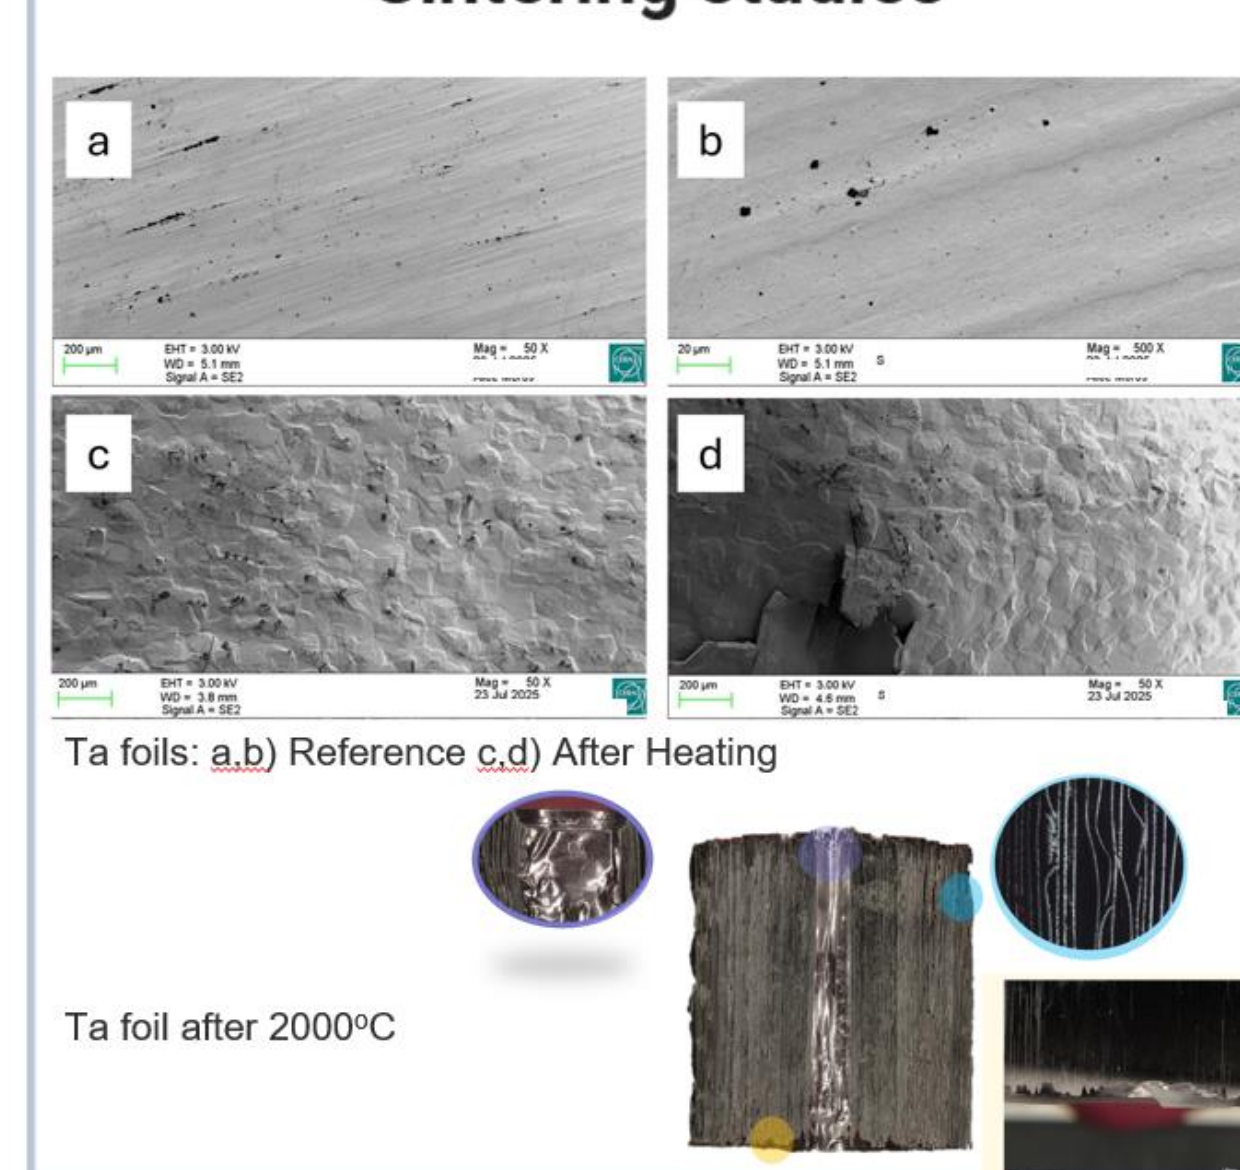 Sintering studies
a
b
200 µm EHT = 3.00 kV Mag = 50 X
WD = 5.1 mm
Signal A = SE2
20 µm EHT = 3.00 kV Mag = 500 X
WD = 5.1 mm S
Signal A = SE2
c
d
200 µm EHT = 3.00 kV Mag = 50 X
WD = 3.8 mm 23 Jul 2025
Signal A = SE2
200 µm EHT = 3.00 kV Mag = 50 X
WD = 4.6 mm S 23 Jul 2025
Signal A = SE2
Ta foils: a,b) Reference c,d) After Heating
Ta foil after 2000°C